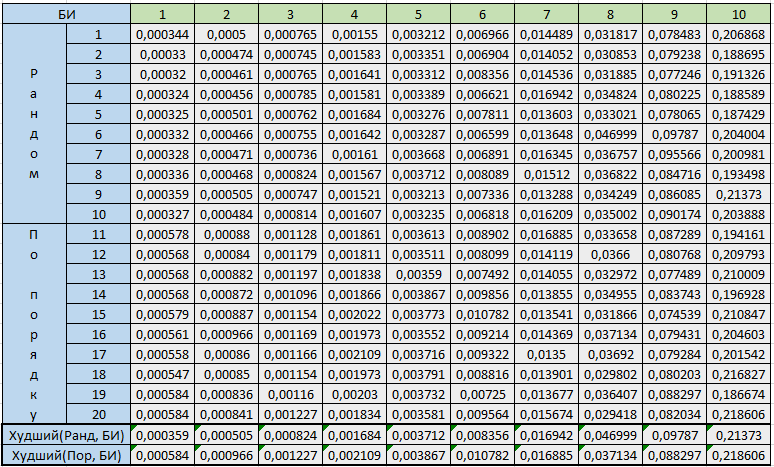 БИ 1 2 3 4 5 6 7 8 9 10
Рандом
1 0,000344 0,0005 0,000765 0,00155 0,003212 0,006966 0,014489 0,031817 0,078483 0,206868
2 0,00033 0,000474 0,000745 0,001583 0,003351 0,006904 0,014052 0,030853 0,079238 0,188695
3 0,00032 0,000461 0,000765 0,001641 0,003312 0,008356 0,014536 0,031885 0,077246 0,191326
4 0,000324 0,000456 0,000785 0,001581 0,003389 0,006621 0,016942 0,034824 0,080225 0,188589
5 0,000325 0,000501 0,000762 0,001684 0,003276 0,007811 0,013603 0,033021 0,078065 0,187429
6 0,000332 0,000466 0,000755 0,001642 0,003287 0,006599 0,013648 0,046999 0,09787 0,204004
7 0,000328 0,000471 0,000736 0,00161 0,003668 0,006891 0,016345 0,036757 0,095566 0,200981
8 0,000336 0,000468 0,000824 0,001567 0,003712 0,008089 0,01512 0,036822 0,084716 0,193498
9 0,000359 0,000505 0,000747 0,001521 0,003213 0,007336 0,013288 0,034249 0,086085 0,21373
10 0,000327 0,000484 0,000814 0,001607 0,003235 0,006818 0,016209 0,035002 0,090174 0,203888
По порядку
11 0,000578 0,00088 0,001128 0,001861 0,003613 0,008902 0,016885 0,033658 0,087289 0,194161
12 0,000568 0,00084 0,001179 0,001811 0,003511 0,008099 0,014119 0,0366 0,080768 0,209793
13 0,000568 0,000882 0,001197 0,001838 0,00359 0,007492 0,014055 0,032972 0,077489 0,210009
14 0,000568 0,000872 0,001096 0,001866 0,003867 0,009856 0,013855 0,034955 0,083743 0,196928
15 0,000579 0,000887 0,001154 0,002022 0,003773 0,010782 0,013541 0,031866 0,074539 0,210847
16 0,000561 0,000966 0,001169 0,001973 0,003552 0,009214 0,014369 0,037134 0,079431 0,204603
17 0,000558 0,00086 0,001166 0,002109 0,003716 0,009322 0,0135 0,03692 0,079284 0,201542
18 0,000547 0,00085 0,001154 0,001973 0,003791 0,008816 0,013901 0,029802 0,080203 0,216827
19 0,000584 0,000836 0,00116 0,00203 0,003732 0,00725 0,013677 0,036407 0,088297 0,186674
20 0,000584 0,000841 0,001227 0,001834 0,003581 0,009564 0,015674 0,029418 0,082034 0,218606
Худший(Ранд, БИ) 0,000359 0,000505 0,000824 0,001684 0,003712 0,008356 0,016942 0,046999 0,09787 0,21373
Худший(Пор, БИ) 0,000584 0,000966 0,001227 0,002109 0,003867 0,010782 0,016885 0,037134 0,088297 0,218606